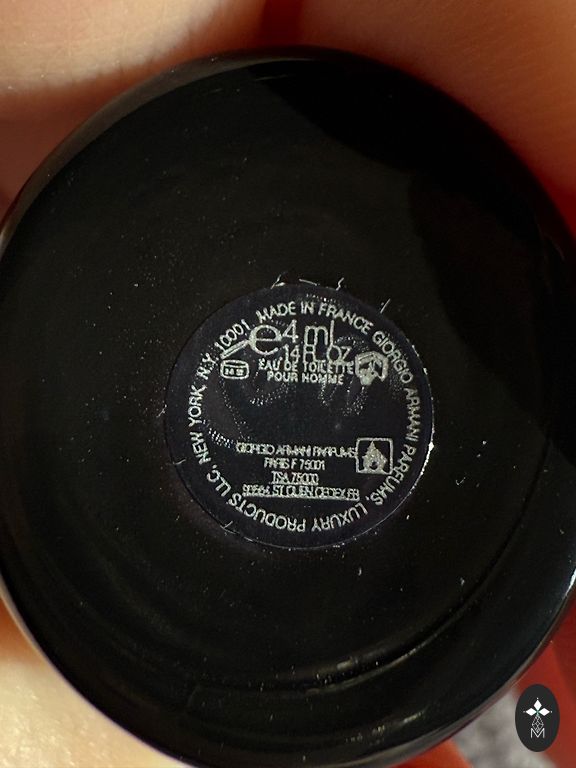 MADE IN FRANCE GIORGIO ARMANI PARFUMS, LUXURY PRODUCTS LLC, NEW YORK, N.Y. 10001
e 4 ml
.14 FL. OZ
EAU DE TOILETTE
POUR HOMME
GIORGIO ARMANI PARFUMS
PARIS F 75001
TSA 75000
ST OUEN CEDEX FR
M